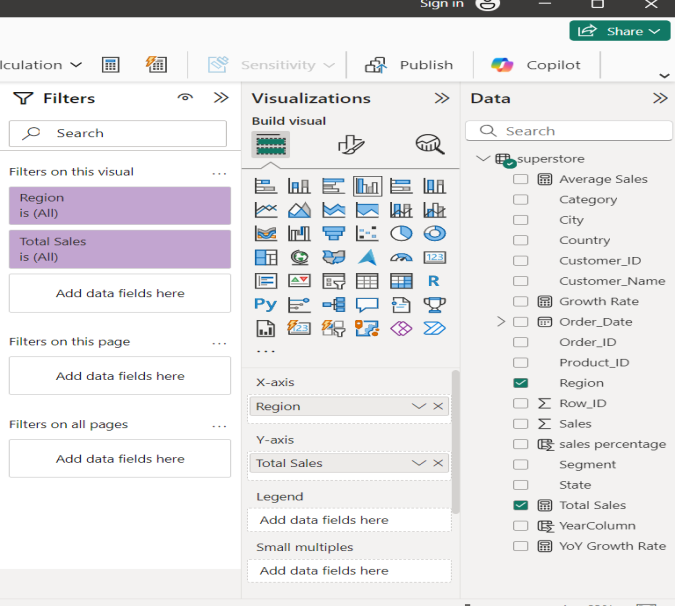 Sign in
Share
lculation
Sensitivity
Publish
Copilot
Filters
Search
Filters on this visual
Region
is (All)
Total Sales
is (All)
Add data fields here
Filters on this page
Add data fields here
Filters on all pages
Add data fields here
Visualizations
Build visual
123
R
Py
123
X-axis
Region
Y-axis
Total Sales
Legend
Add data fields here
Small multiples
Add data fields here
Data
Search
superstore
Average Sales
Category
City
Country
Customer_ID
Customer_Name
Growth Rate
Order_Date
Order_ID
Product_ID
Region
Row_ID
Sales
sales percentage
Segment
State
Total Sales
YearColumn
YoY Growth Rate